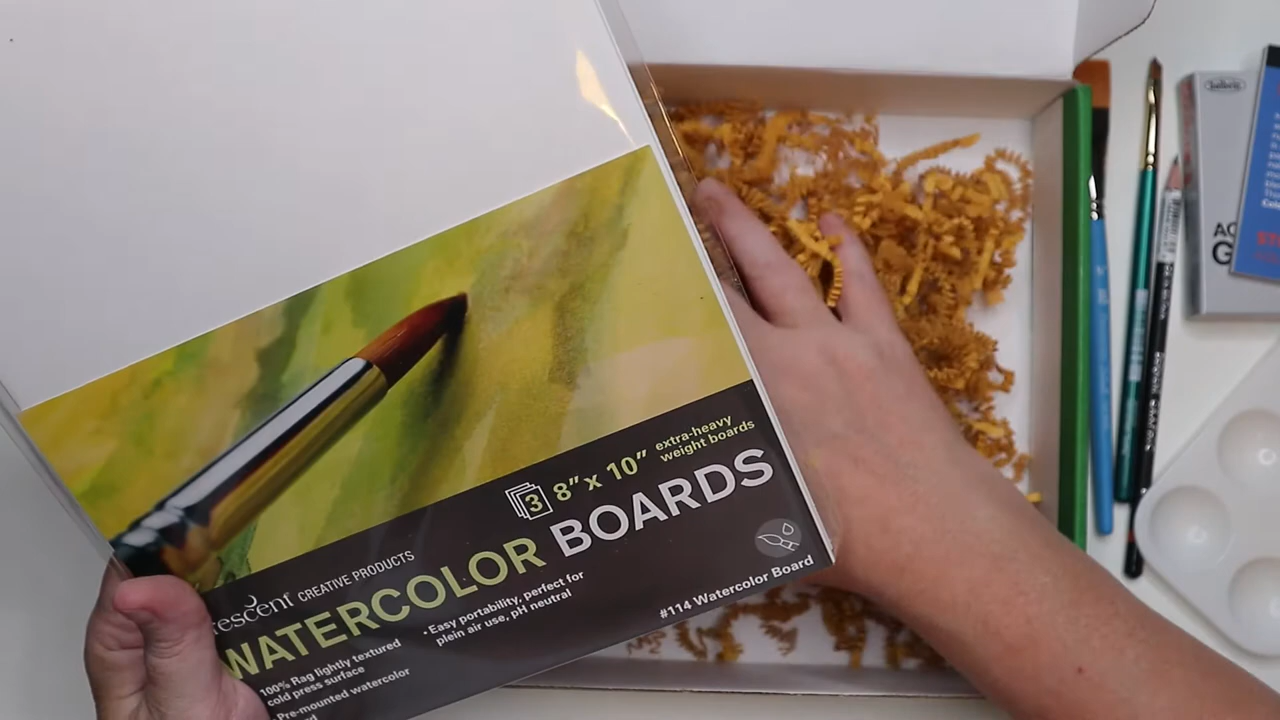 3 8" x 10" extra-heavy
weight boards
CREATIVE PRODUCTS
WATERCOLOR BOARDS
100% Rag lightly textured
cold press surface
Pre-mounted watercolor
• Easy portability, perfect for
plein air use, pH neutral
#114 Watercolor Board